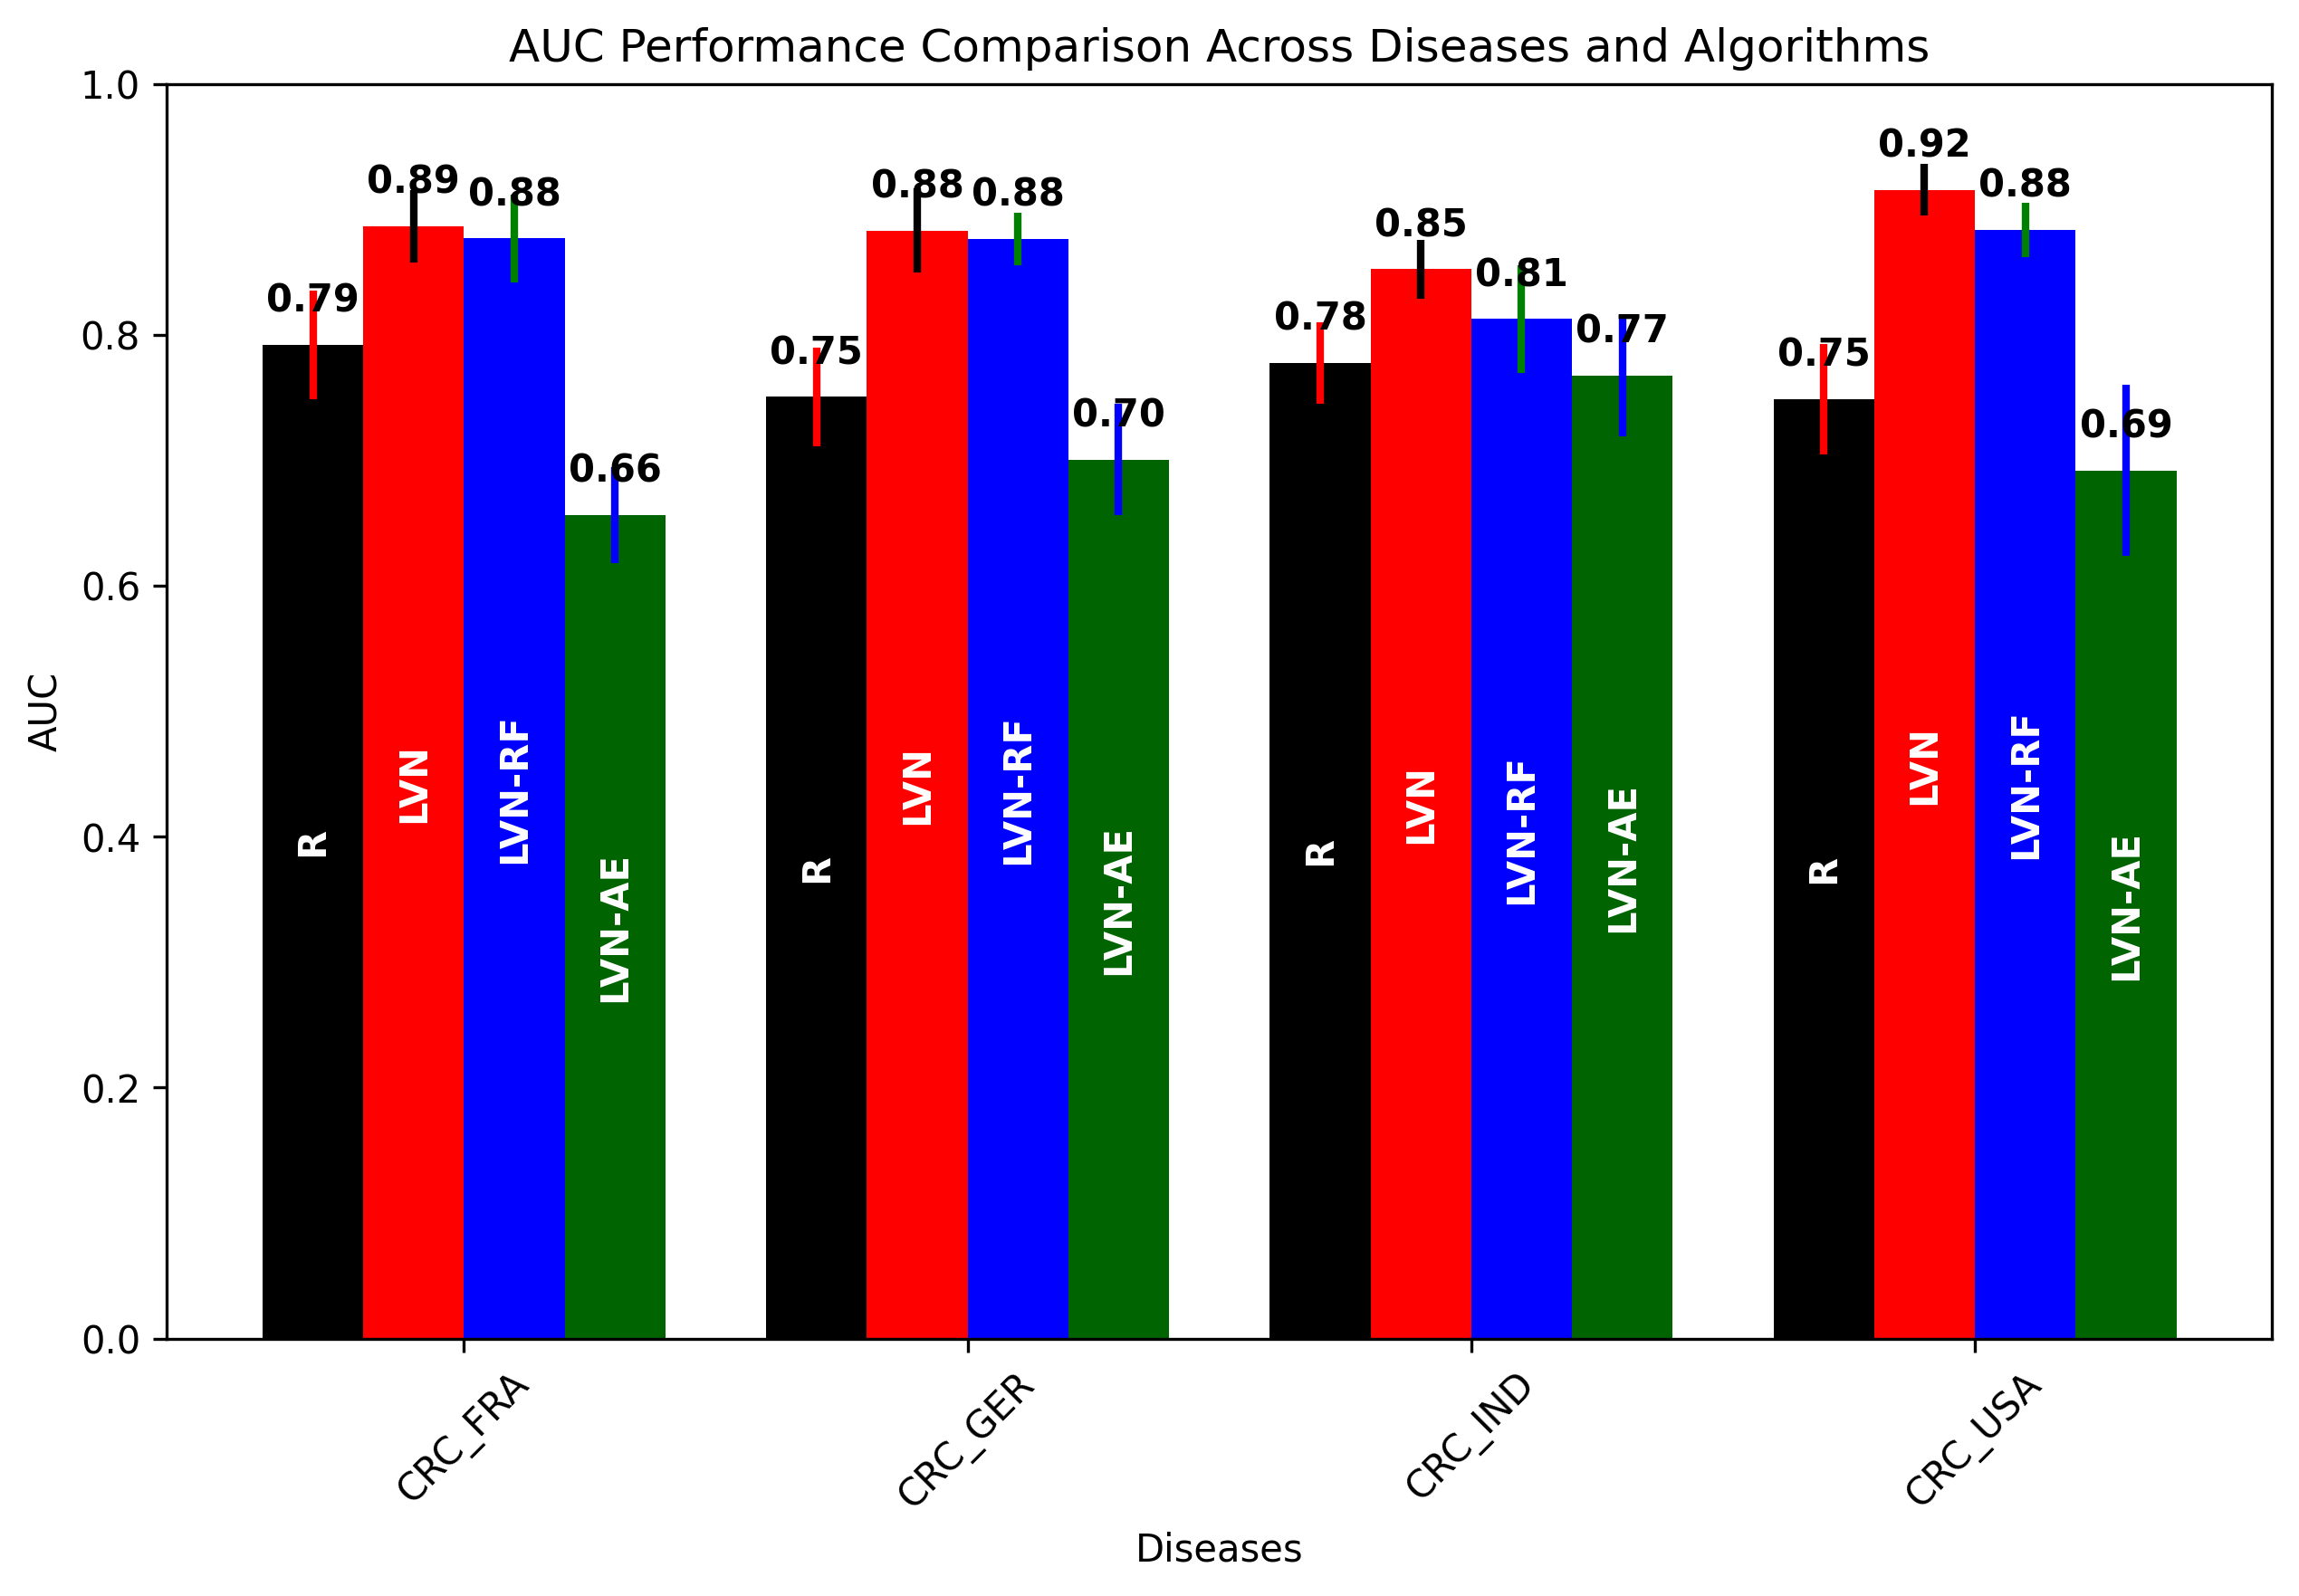 AUC Performance Comparison Across Diseases and Algorithms
1.0
0.8
0.6
0.4
0.2
0.0
AUC
0.79
0.89
0.88
0.66
0.75
0.88
0.88
0.70
0.78
0.85
0.81
0.77
0.75
0.92
0.88
0.69
R
LVN
LVN-RF
LVN-AE
R
LVN
LVN-RF
LVN-AE
R
LVN
LVN-RF
LVN-AE
R
LVN
LVN-RF
LVN-AE
CRC_FRA
CRC_GER
CRC_IND
CRC_USA
Diseases